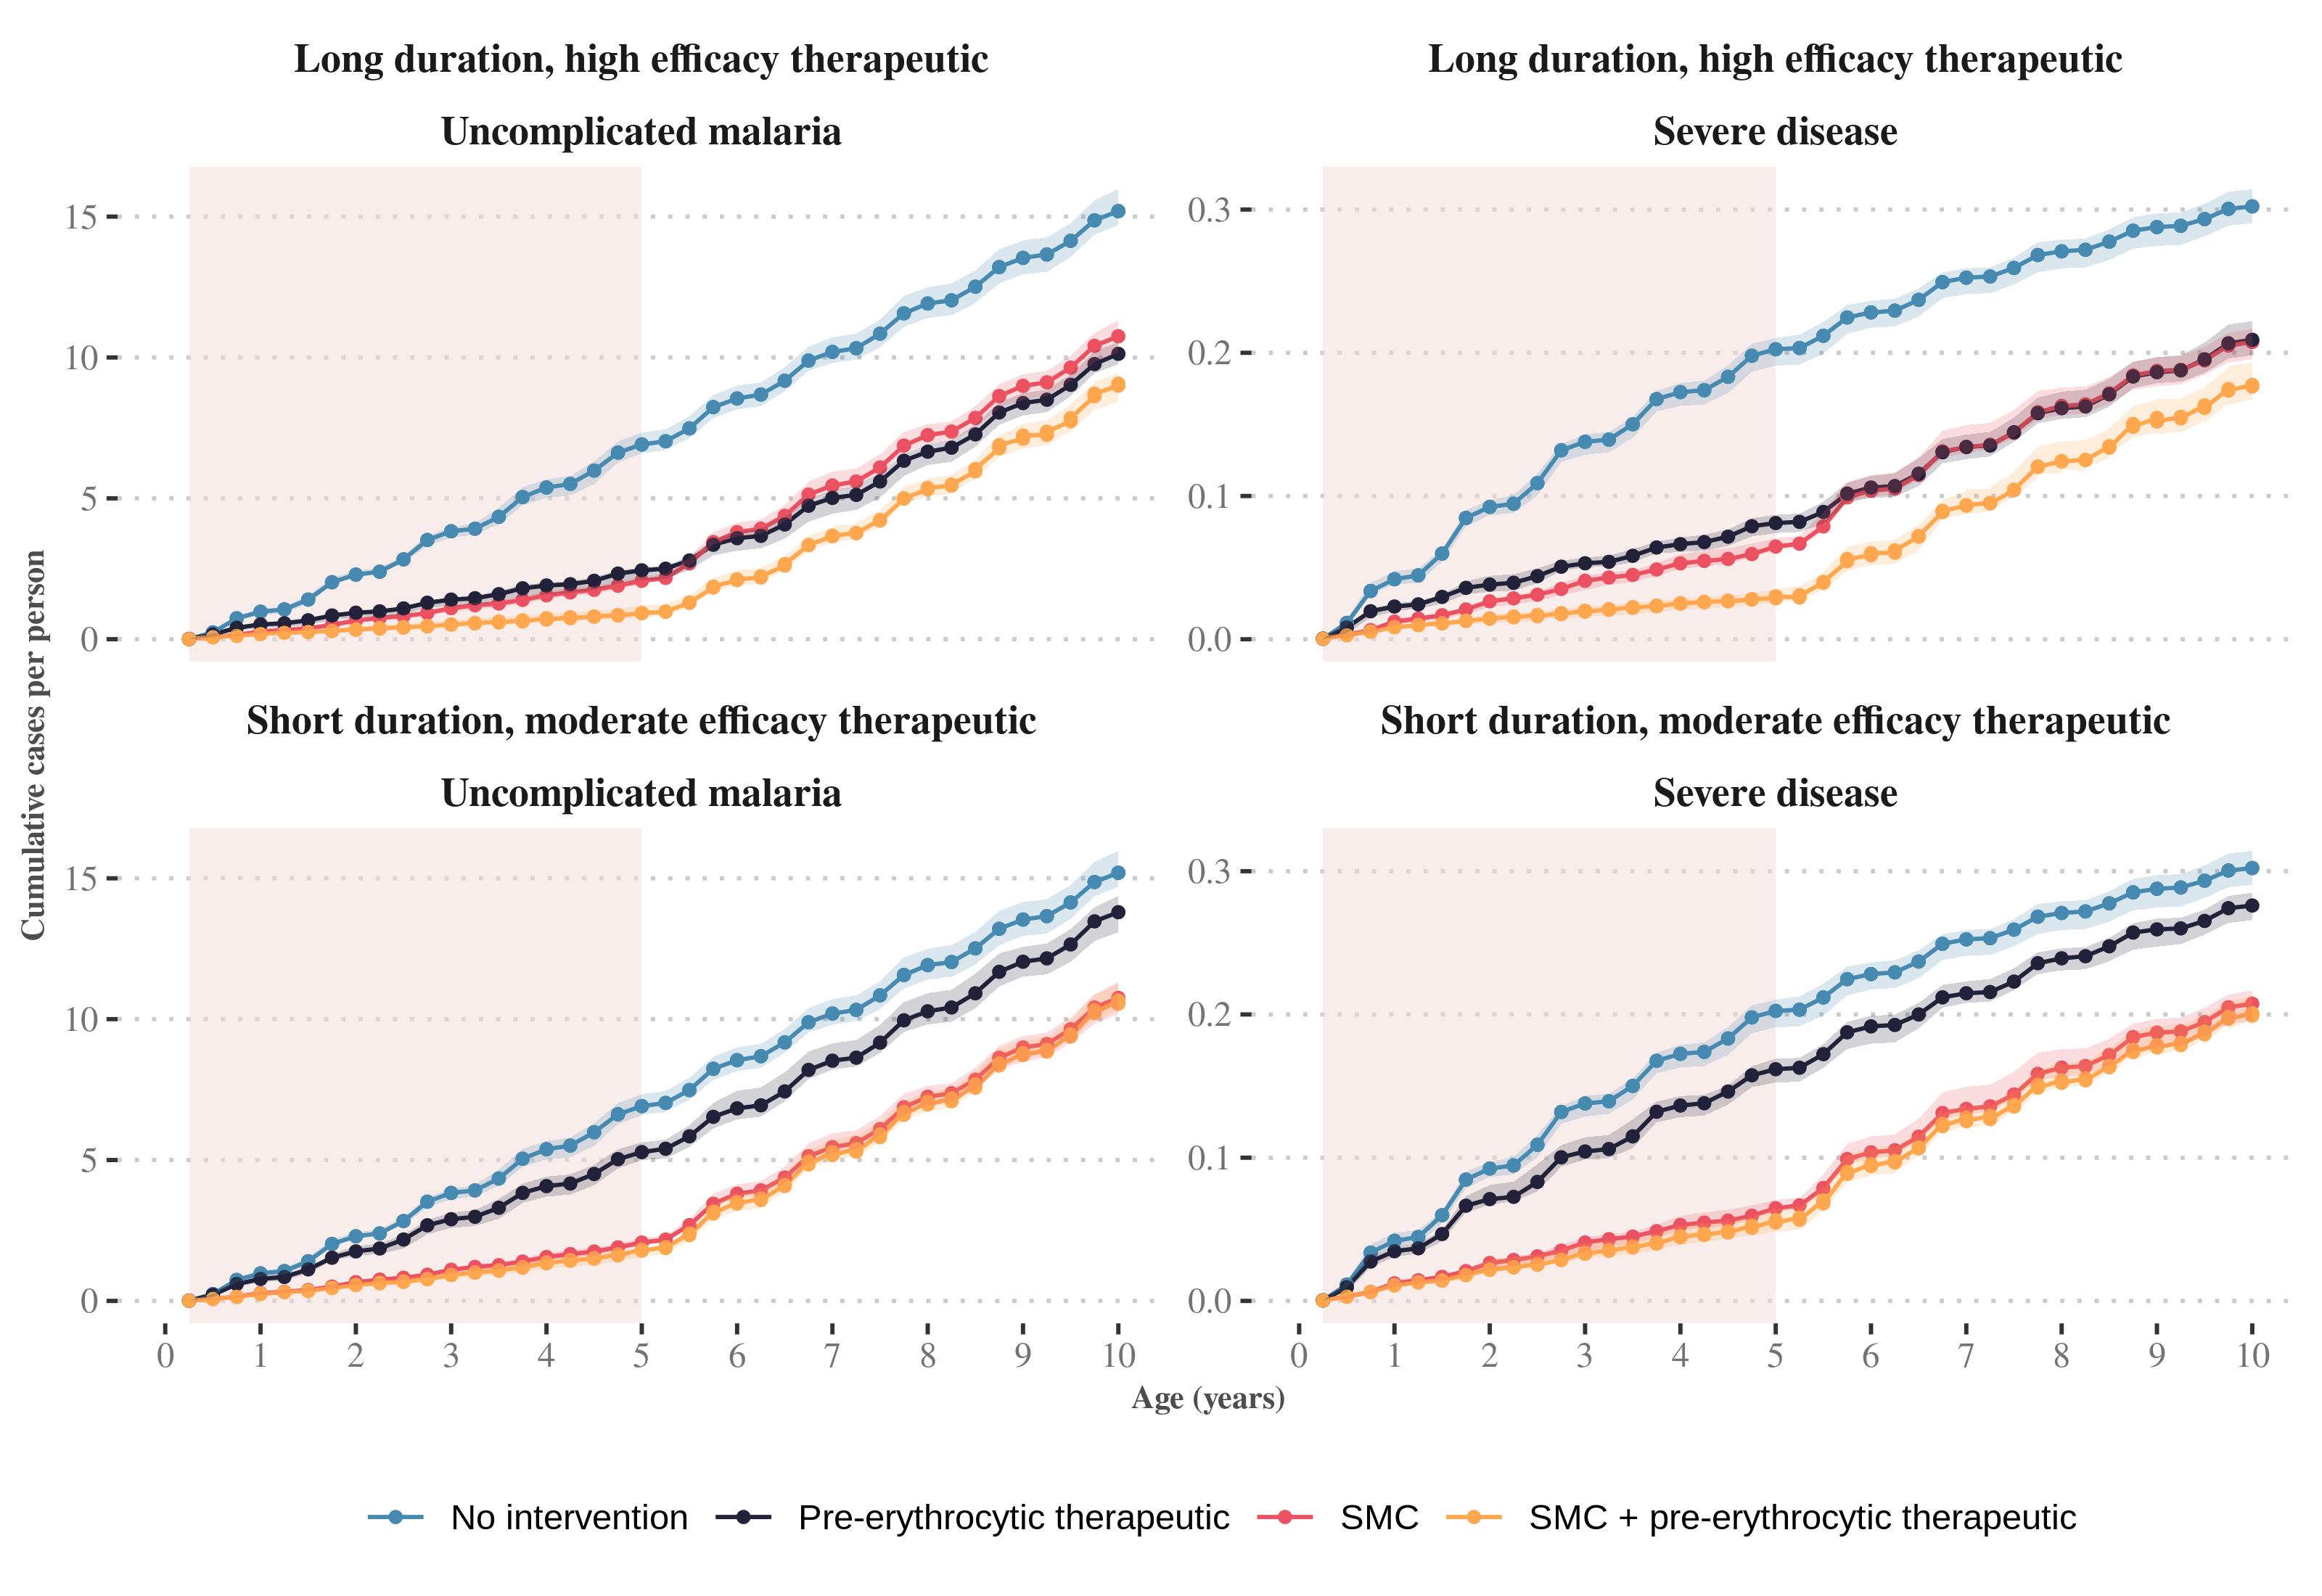 Long duration, high efficacy therapeutic
Uncomplicated malaria
Long duration, high efficacy therapeutic
Severe disease
15
10
5
0
0.3
0.2
0.1
0.0
Cumulative cases per person
Short duration, moderate efficacy therapeutic
Uncomplicated malaria
Short duration, moderate efficacy therapeutic
Severe disease
15
10
5
0
0.3
0.2
0.1
0.0
0 1 2 3 4 5 6 7 8 9 10
0 1 2 3 4 5 6 7 8 9 10
Age (years)
No intervention Pre-erythrocytic therapeutic SMC SMC + pre-erythrocytic therapeutic